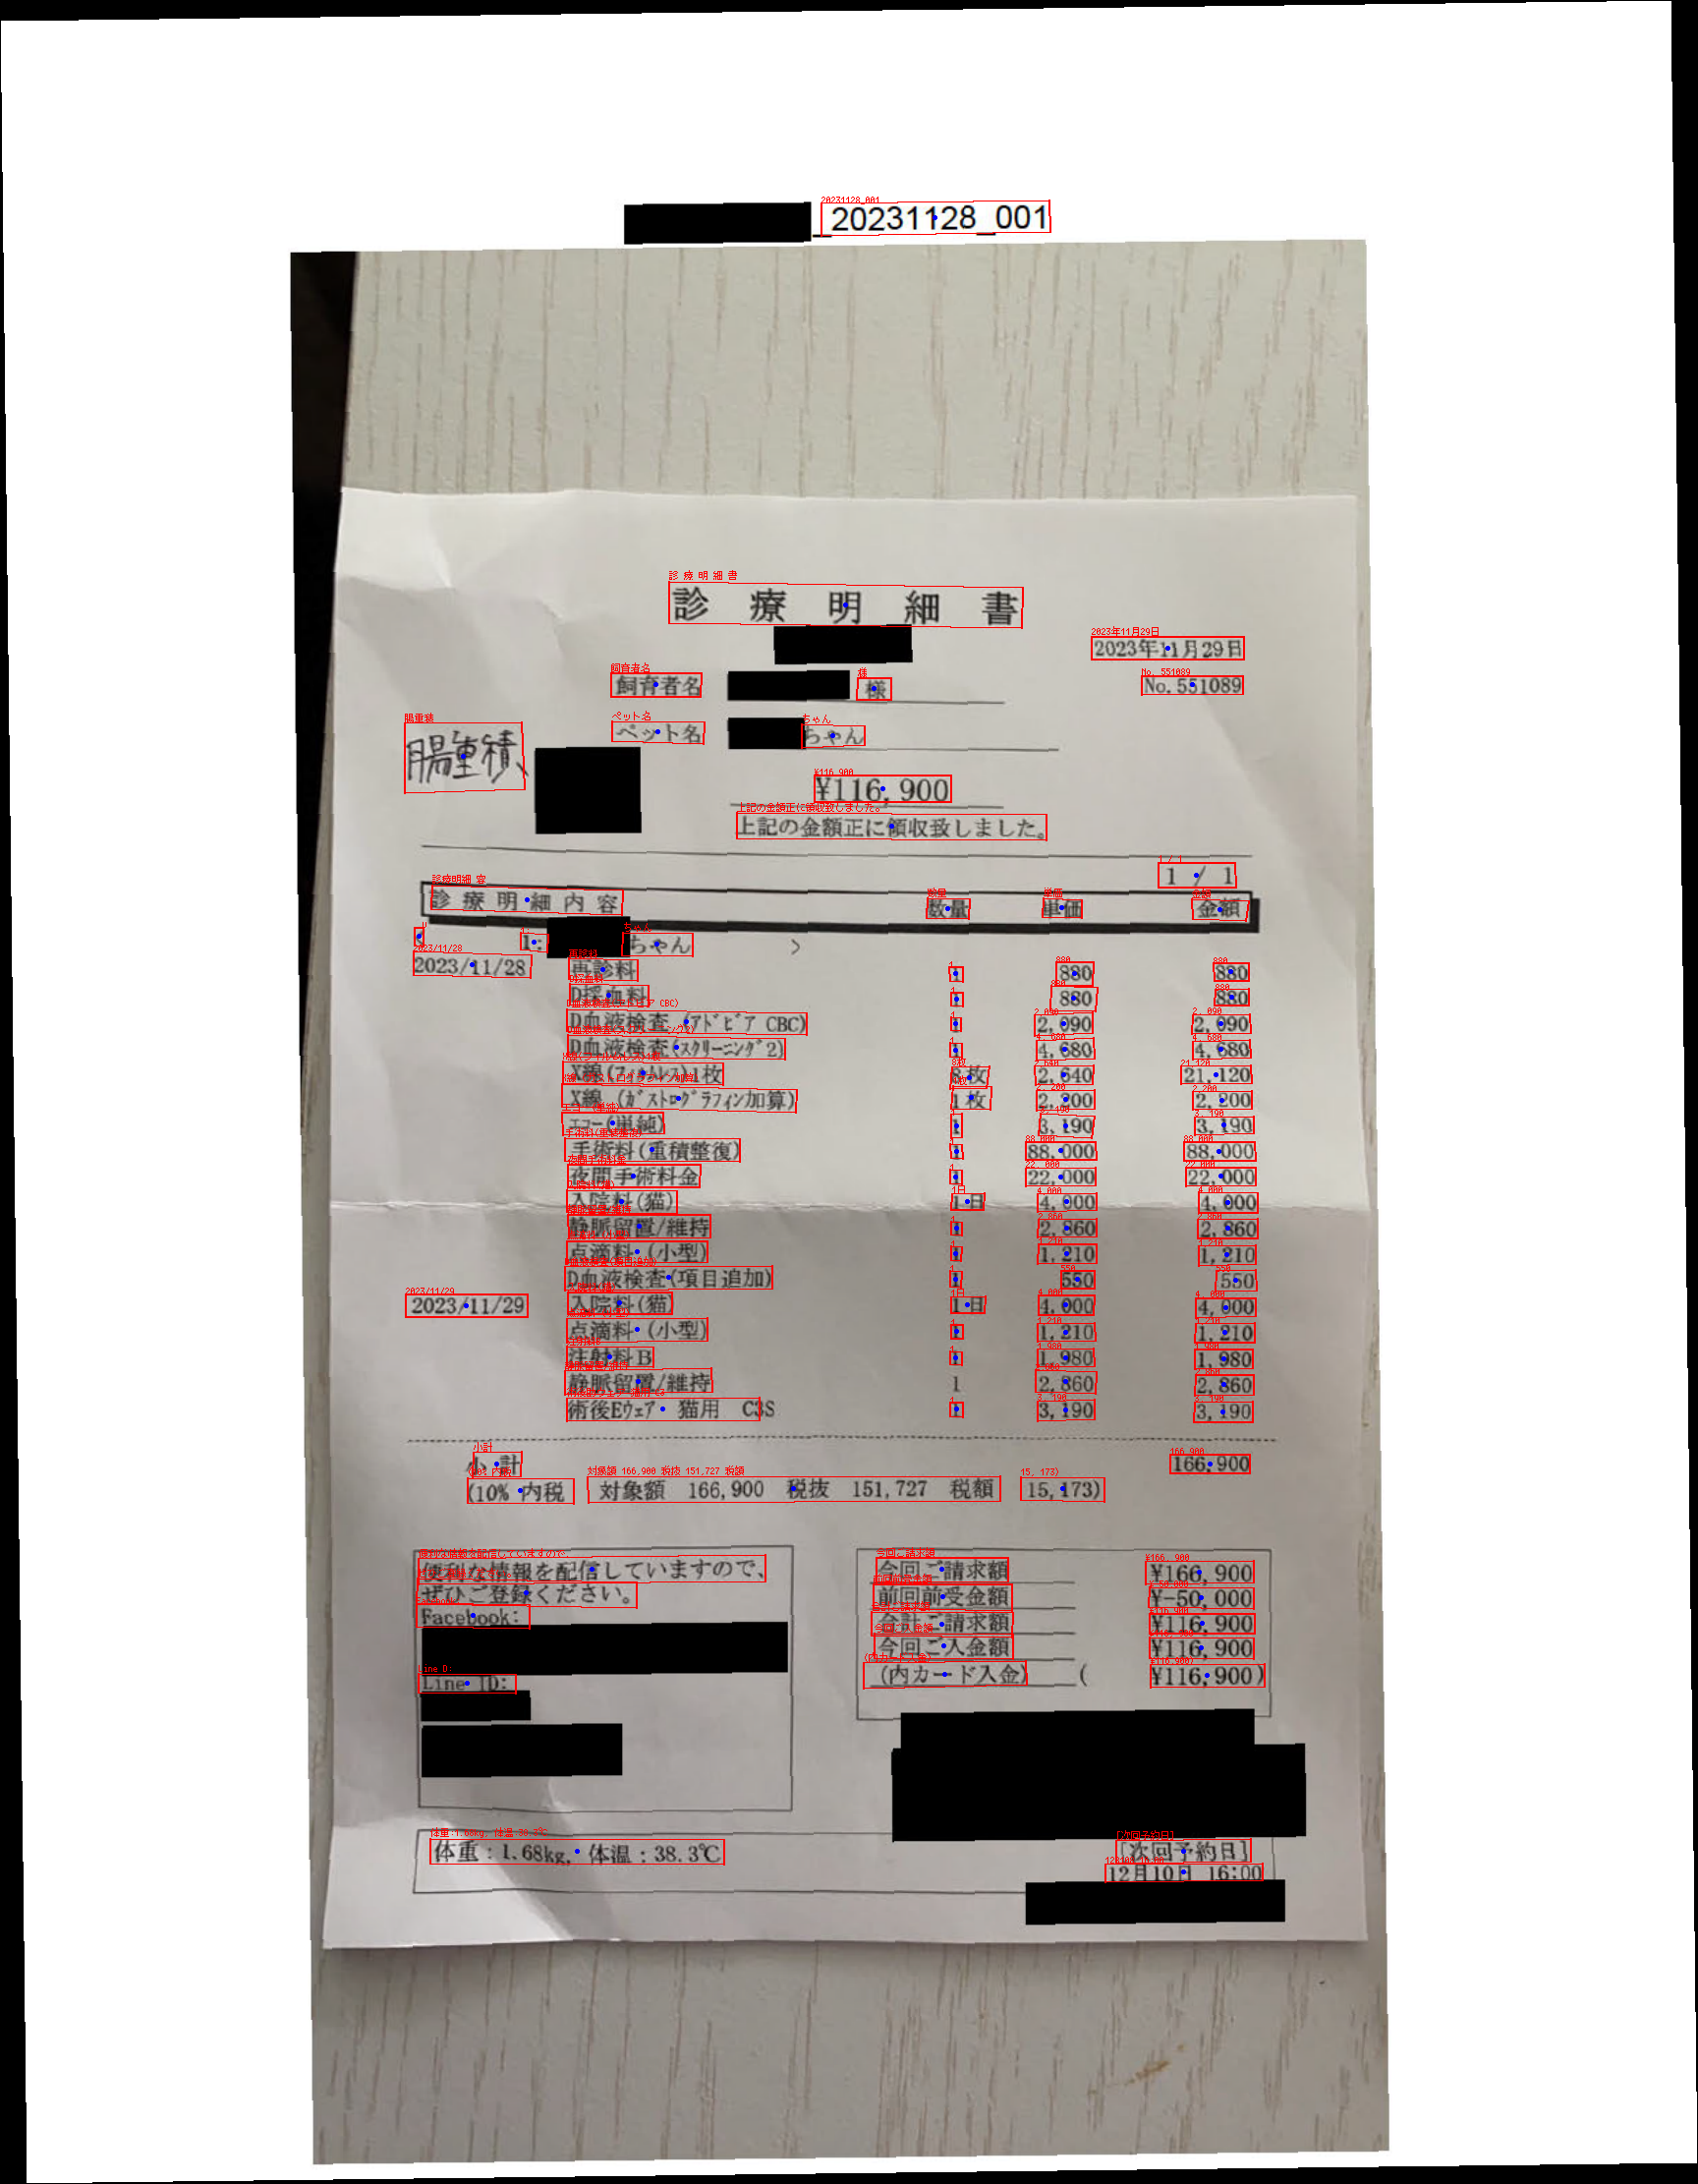 _20231128_001
診療明細書
2023年11月29日
飼育者名 様 No.551089
ペット名 ちゃん
腸重積
¥116,900
上記の金額正に領収致しました。
1 / 1
診療明細内容 数量 単価 金額
1: ちゃん >
2023/11/28 再診料 1 880 880
D採血料 1 880 880
D血液検査 (ｱﾄﾞﾋﾞｱ CBC) 1 2,090 2,090
D血液検査(ｽｸﾘｰﾆﾝｸﾞ2) 1 4,680 4,680
X線(ﾌｨﾙﾑﾚｽ)1枚 8枚 2,640 21,120
X線 (ｶﾞｽﾄﾛｸﾞﾗﾌｨﾝ加算) 1枚 2,200 2,200
ｴｺｰ(単純) 1 3,190 3,190
手術料(重積整復) 1 88,000 88,000
夜間手術料金 1 22,000 22,000
入院料(猫) 1日 4,000 4,000
静脈留置/維持 1 2,860 2,860
点滴料 (小型) 1 1,210 1,210
D血液検査(項目追加) 1 550 550
2023/11/29 入院料(猫) 1日 4,000 4,000
点滴料 (小型) 1 1,210 1,210
注射料B 1 1,980 1,980
静脈留置/維持 1 2,860 2,860
術後Eｳｪｱ 猫用 C3S 1 3,190 3,190
小計 166,900
(10% 内税 対象額 166,900 税抜 151,727 税額 15,173)
便利な情報を配信していますので、
ぜひご登録ください。
Facebook:
Line ID:
今回ご請求額 ¥166,900
前回前受金額 ¥-50,000
合計ご請求額 ¥116,900
今回ご入金額 ¥116,900
(内カード入金) ( ¥116,900)
体重:1.68kg, 体温:38.3℃
[次回予約日]
12月10日 16:00